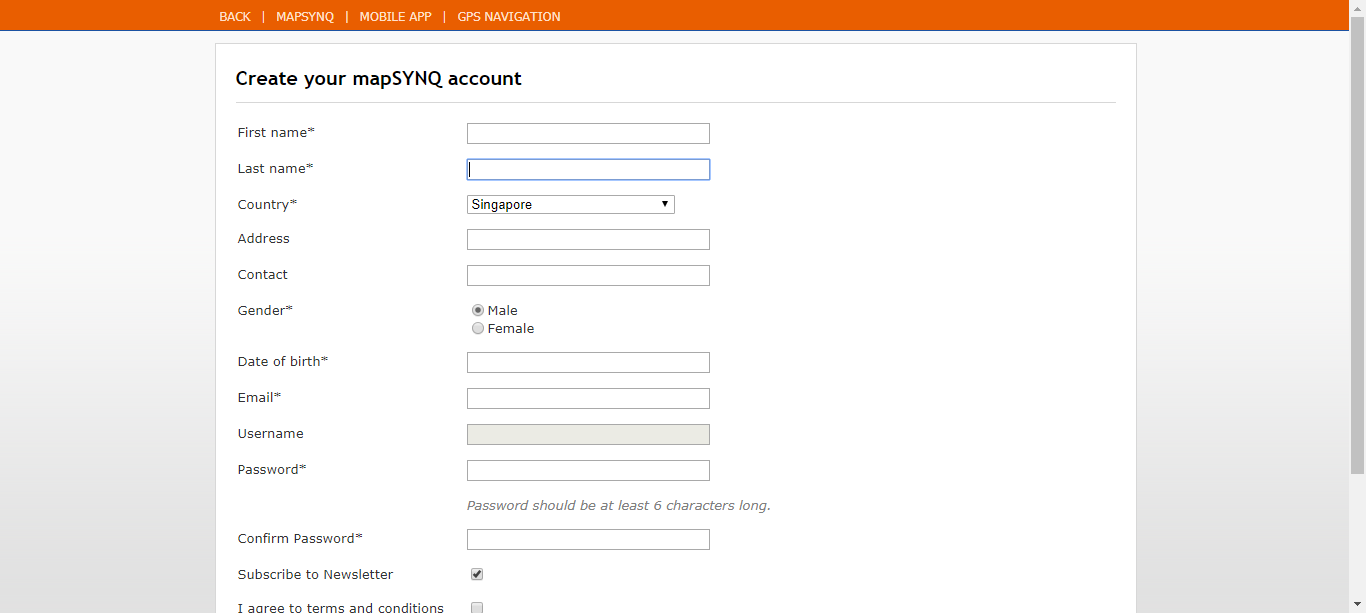 BACK | MAPSYNQ | MOBILE APP | GPS NAVIGATION
Create your mapSYNQ account
First name*
Last name*
Country* Singapore
Address
Contact
Gender* Male
Female
Date of birth*
Email*
Username
Password*
Password should be at least 6 characters long.
Confirm Password*
Subscribe to Newsletter
I agree to terms and conditions